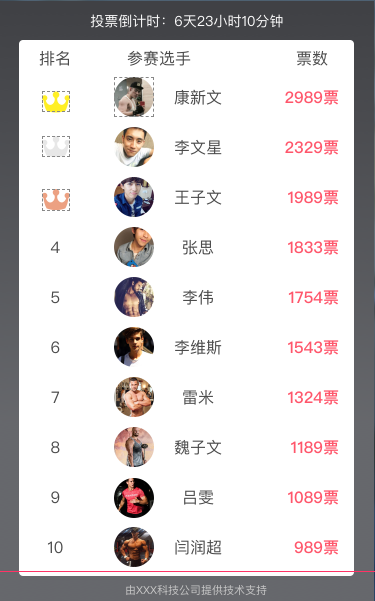 投票倒计时：6天23小时10分钟
排名 参赛选手 票数
康新文 2989票
李文星 2329票
王子文 1989票
4 张思 1833票
5 李伟 1754票
6 李维斯 1543票
7 雷米 1324票
8 魏子文 1189票
9 吕雯 1089票
10 闫润超 989票
由XXX科技公司提供技术支持